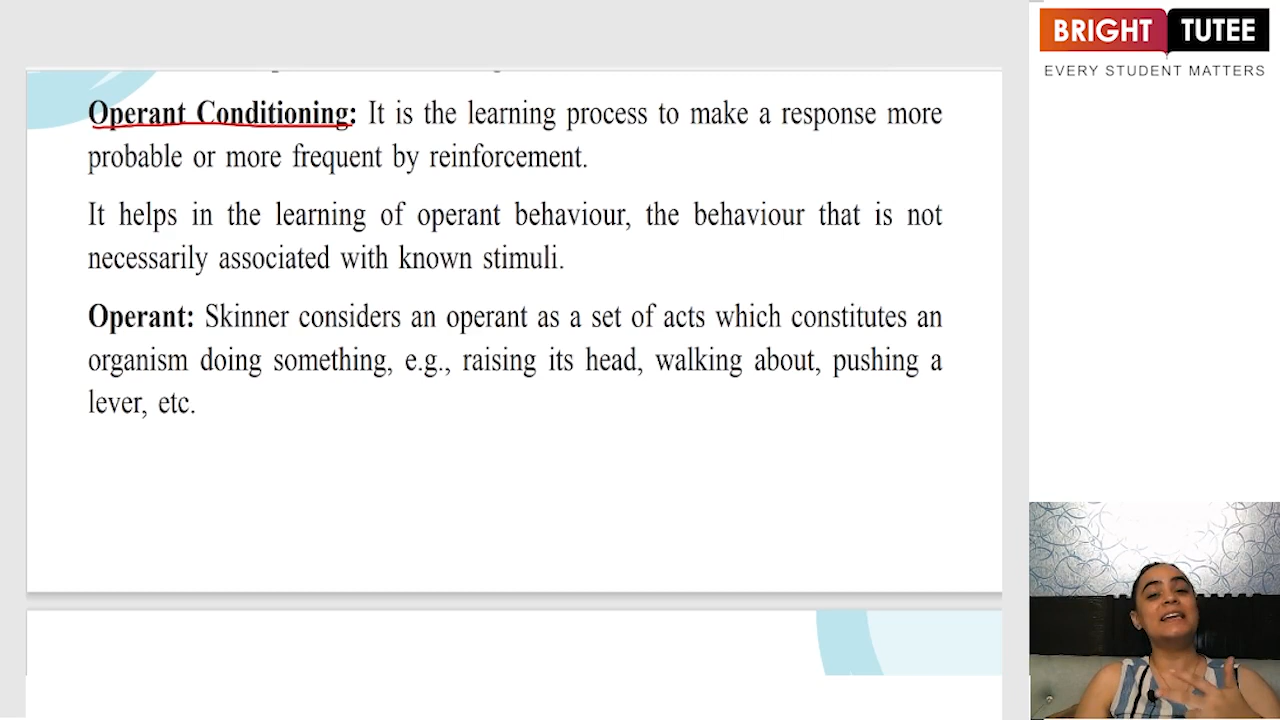 BRIGHT TUTEE
EVERY STUDENT MATTERS
Operant Conditioning: It is the learning process to make a response more
probable or more frequent by reinforcement.
It helps in the learning of operant behaviour, the behaviour that is not
necessarily associated with known stimuli.
Operant: Skinner considers an operant as a set of acts which constitutes an
organism doing something, e.g., raising its head, walking about, pushing a
lever, etc.